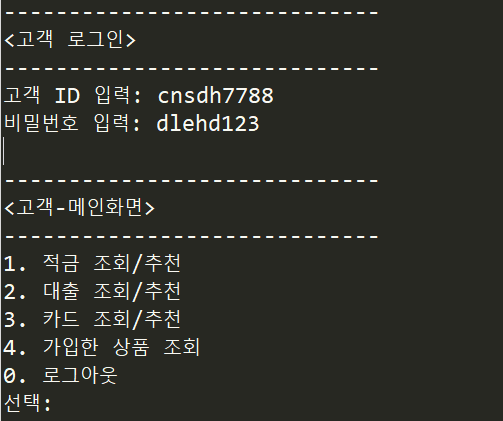 ------------------------------
<고객 로그인>
------------------------------
고객 ID 입력: cnsdh7788
비밀번호 입력: dlehd123
------------------------------
<고객-메인화면>
------------------------------
1. 적금 조회/추천
2. 대출 조회/추천
3. 카드 조회/추천
4. 가입한 상품 조회
0. 로그아웃
선택: